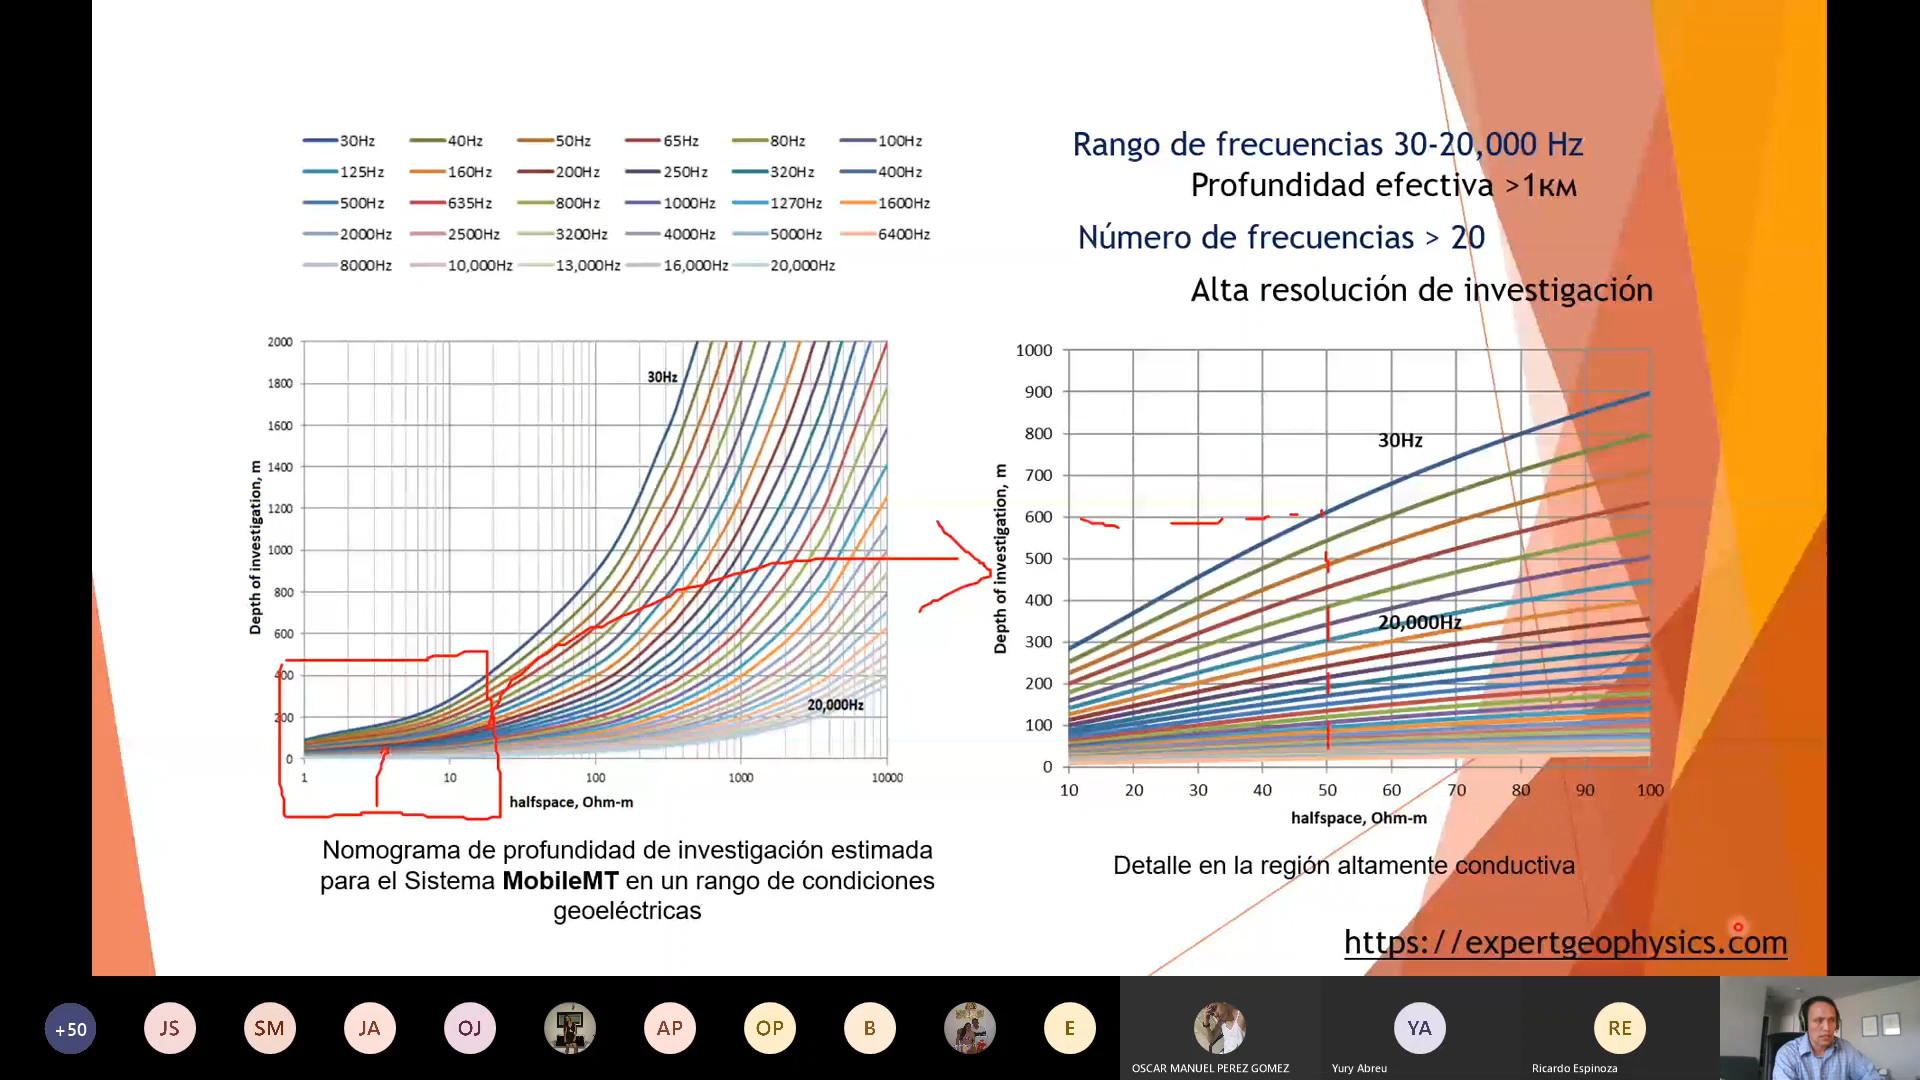 30Hz 40Hz 50Hz 65Hz 80Hz 100Hz
125Hz 160Hz 200Hz 250Hz 320Hz 400Hz
500Hz 635Hz 800Hz 1000Hz 1270Hz 1600Hz
2000Hz 2500Hz 3200Hz 4000Hz 5000Hz 6400Hz
8000Hz 10,000Hz 13,000Hz 16,000Hz 20,000Hz
Rango de frecuencias 30-20,000 Hz
Profundidad efectiva >1км
Número de frecuencias > 20
Alta resolución de investigación
Depth of investigation, m
2000
1800
1600
1400
1200
1000
800
600
400
200
0
30Hz
20,000Hz
1 10 100 1000 10000
halfspace, Ohm-m
Nomograma de profundidad de investigación estimada
para el Sistema MobileMT en un rango de condiciones
geoeléctricas
Depth of investigation, m
1000
900
800
700
600
500
400
300
200
100
0
30Hz
20,000Hz
10 20 30 40 50 60 70 80 90 100
halfspace, Ohm-m
Detalle en la región altamente conductiva
https://expertgeophysics.com
+50 JS SM JA OJ AP OP B E YA RE
OSCAR MANUEL PEREZ GOMEZ Yury Abreu Ricardo Espinoza